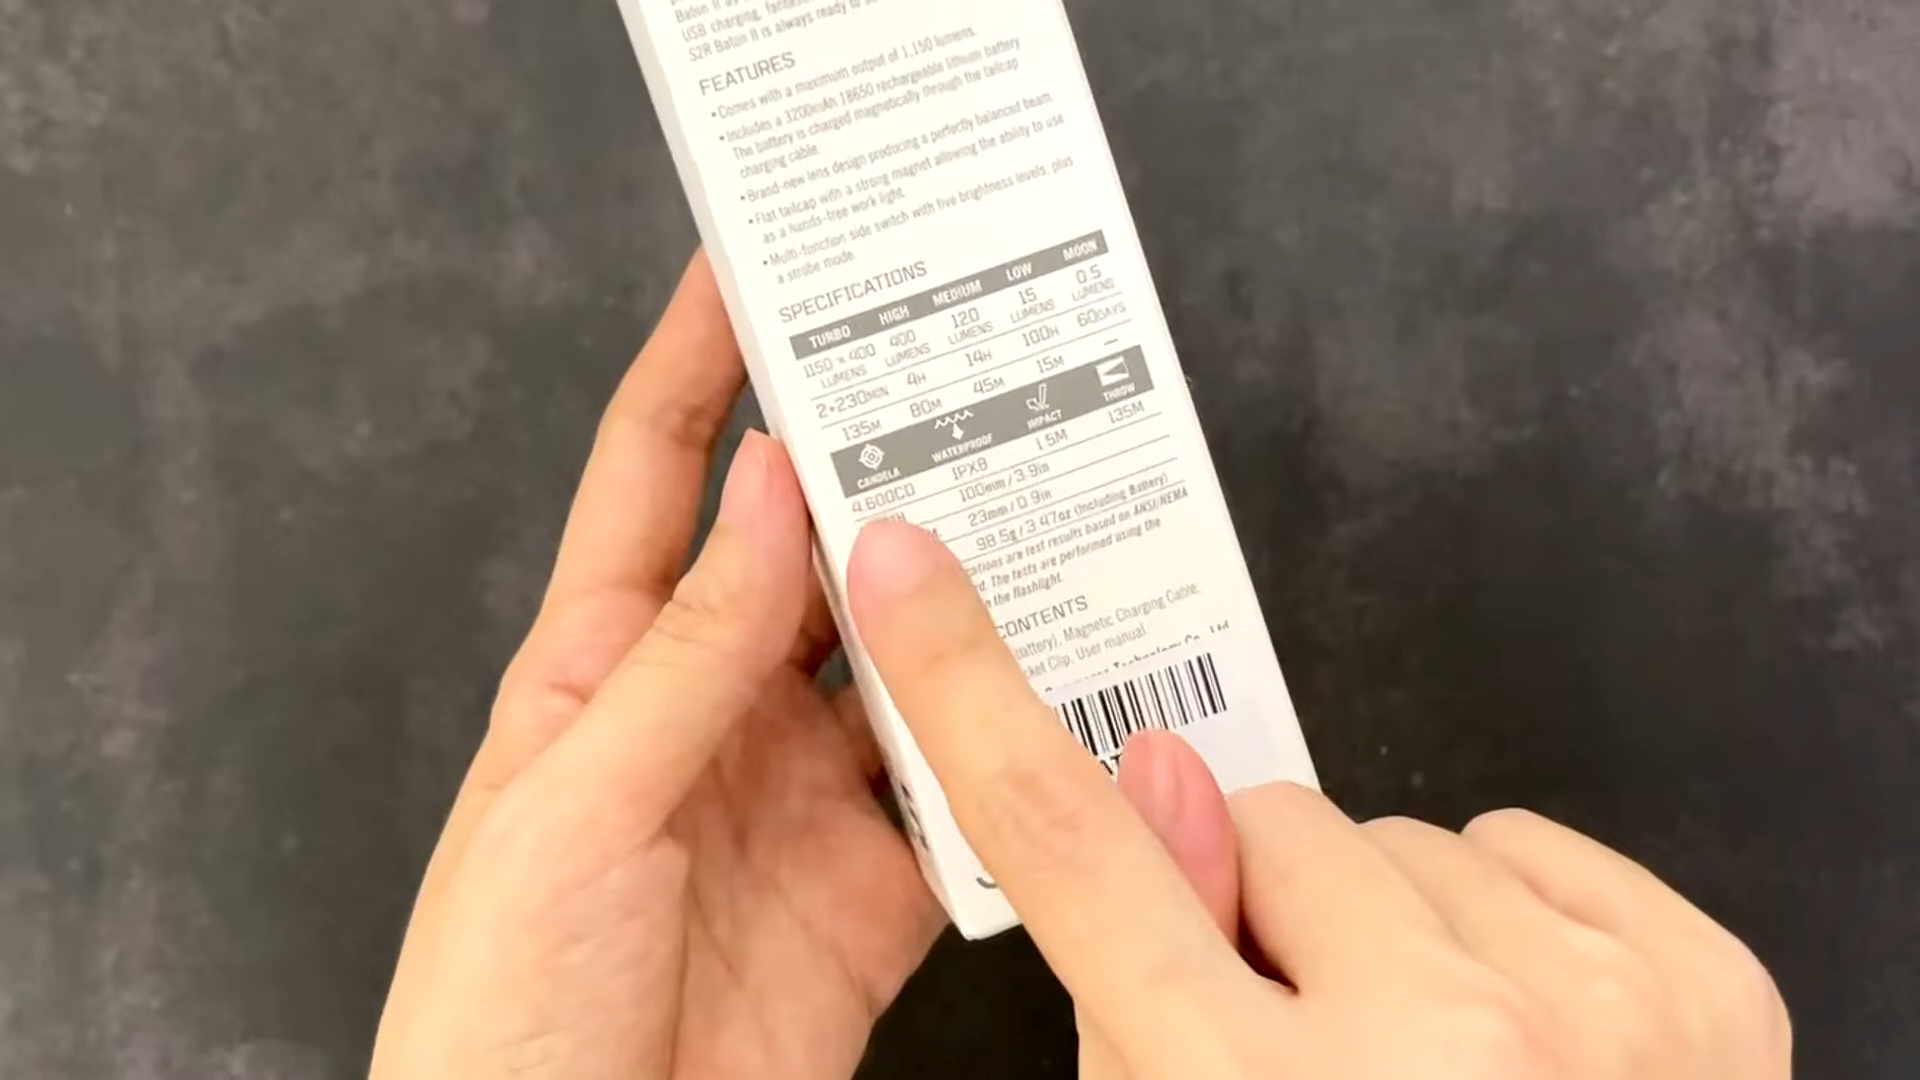 Baton II as
USB charging, fantas
S2R Baton II is always ready to
FEATURES
• Comes with a maximum output of 1,150 lumens.
• Includes a 3200mAh 18650 rechargeable lithium battery
The battery is charged magnetically through the tailcap
charging cable.
• Brand-new lens design producing a perfectly balanced beam.
• Flat tailcap with a strong magnet allowing the ability to use
as a hands-free work light.
• Multi-function side switch with five brightness levels, plus
a strobe mode.
SPECIFICATIONS
TURBO HIGH MEDIUM LOW MOON
1150 ~ 400 LUMENS 400 LUMENS 120 LUMENS 15 LUMENS 0.5 LUMENS
2+230MIN 4H 14H 100H 60DAYS
135M 80M 45M 15M –
CANDELA WATERPROOF IMPACT THROW
4,600CD IPX8 1.5M 135M
100mm / 3.9in
23mm / 0.9in
98.5g / 3.47oz (Including Battery)
cations are test results based on ANSI/NEMA
d. The tests are performed using the
n the flashlight.
CONTENTS
battery), Magnetic Charging Cable,
cket Clip, User manual.
Technology Co., Ltd